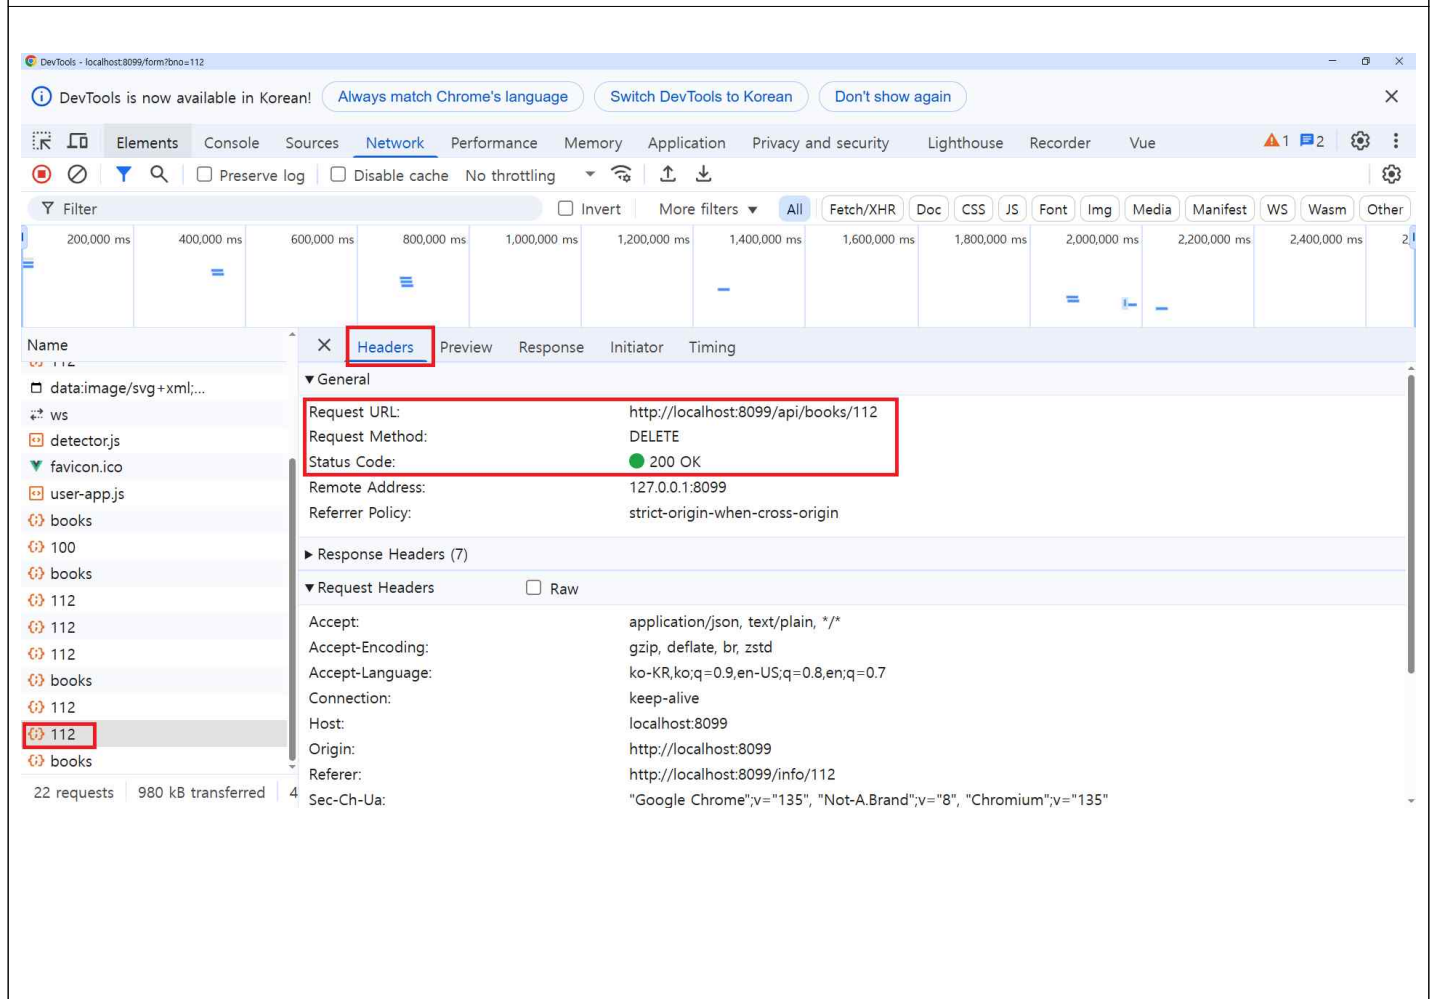 DevTools - localhost:8099/form?bno=112
DevTools is now available in Korean! Always match Chrome's language Switch DevTools to Korean Don't show again
Elements Console Sources Network Performance Memory Application Privacy and security Lighthouse Recorder Vue 1 2
Preserve log Disable cache No throttling
Filter Invert More filters All Fetch/XHR Doc CSS JS Font Img Media Manifest WS Wasm Other
200,000 ms 400,000 ms 600,000 ms 800,000 ms 1,000,000 ms 1,200,000 ms 1,400,000 ms 1,600,000 ms 1,800,000 ms 2,000,000 ms 2,200,000 ms 2,400,000 ms 2
Name
112
data:image/svg+xml;...
ws
detector.js
favicon.ico
user-app.js
books
100
books
112
112
112
books
112
112
books
22 requests 980 kB transferred 4
Headers Preview Response Initiator Timing
General
Request URL: http://localhost:8099/api/books/112
Request Method: DELETE
Status Code: 200 OK
Remote Address: 127.0.0.1:8099
Referrer Policy: strict-origin-when-cross-origin
Response Headers (7)
Request Headers Raw
Accept: application/json, text/plain, */*
Accept-Encoding: gzip, deflate, br, zstd
Accept-Language: ko-KR,ko;q=0.9,en-US;q=0.8,en;q=0.7
Connection: keep-alive
Host: localhost:8099
Origin: http://localhost:8099
Referer: http://localhost:8099/info/112
Sec-Ch-Ua: "Google Chrome";v="135", "Not-A.Brand";v="8", "Chromium";v="135"